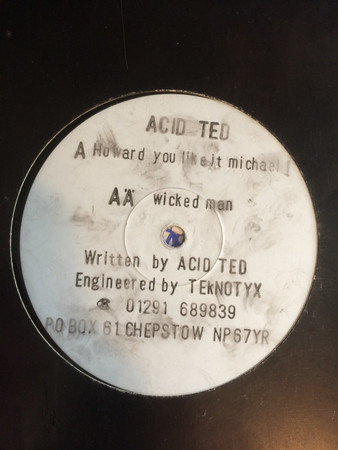 ACID TED
A Howard you like it michael!
AÄ wicked man
Written by ACID TED
Engineered by TEkNOTYX
☎ 01291 689839
PO BOX 61 CHEPSTOW NP67YR